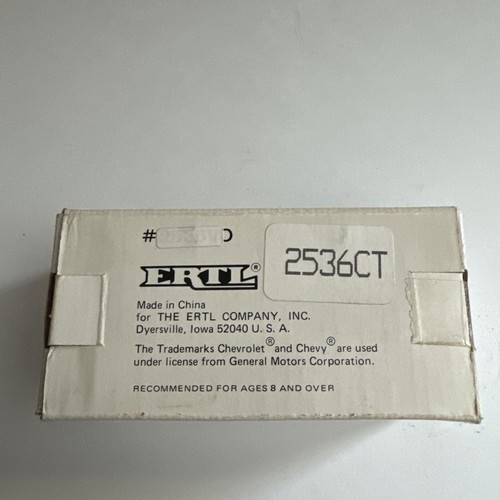 2536CT
ERTL®
Made in China
for THE ERTL COMPANY, INC.
Dyersville, Iowa 52040 U. S. A.
The Trademarks Chevrolet® and Chevy® are used
under license from General Motors Corporation.
RECOMMENDED FOR AGES 8 AND OVER